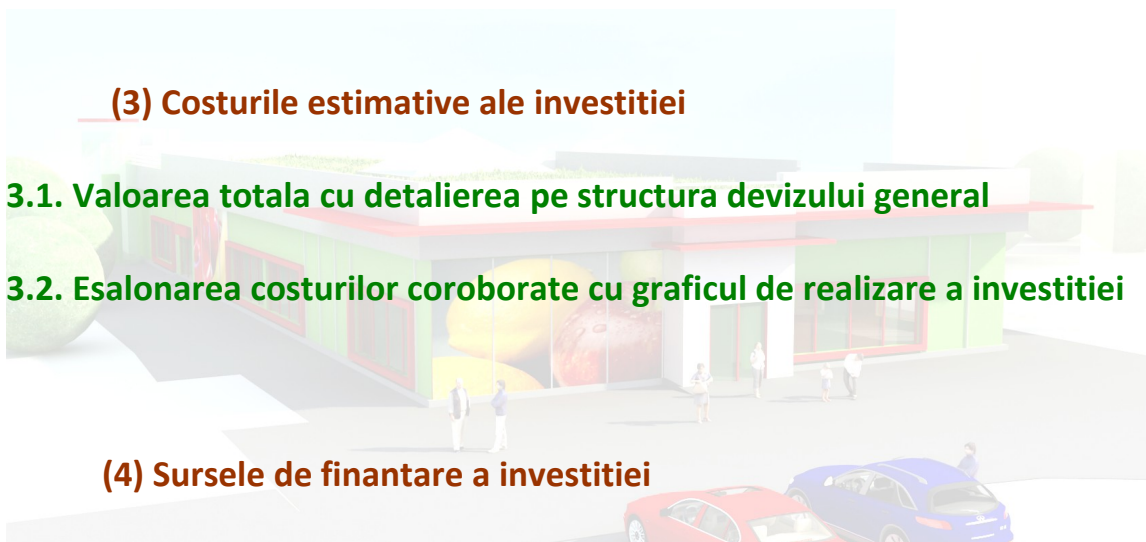 (3) Costurile estimative ale investitiei
3.1. Valoarea totala cu detalierea pe structura devizului general
3.2. Esalonarea costurilor coroborate cu graficul de realizare a investitiei
(4) Sursele de finantare a investitiei